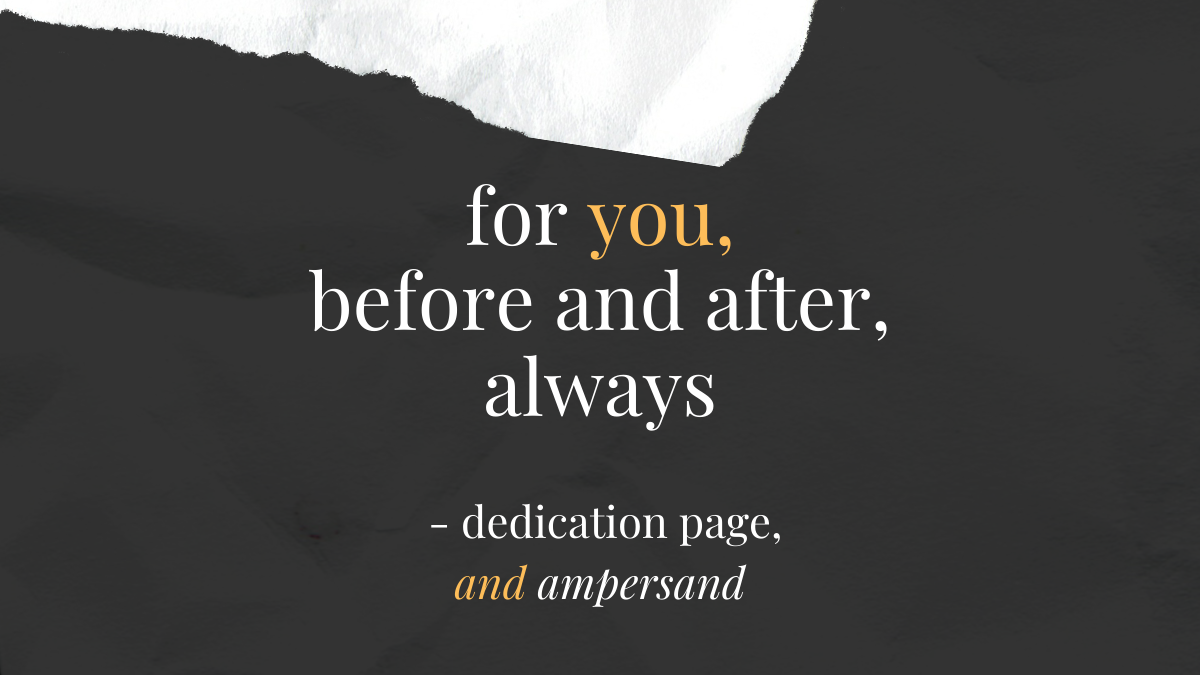 for you,
before and after,
always
- dedication page,
and ampersand